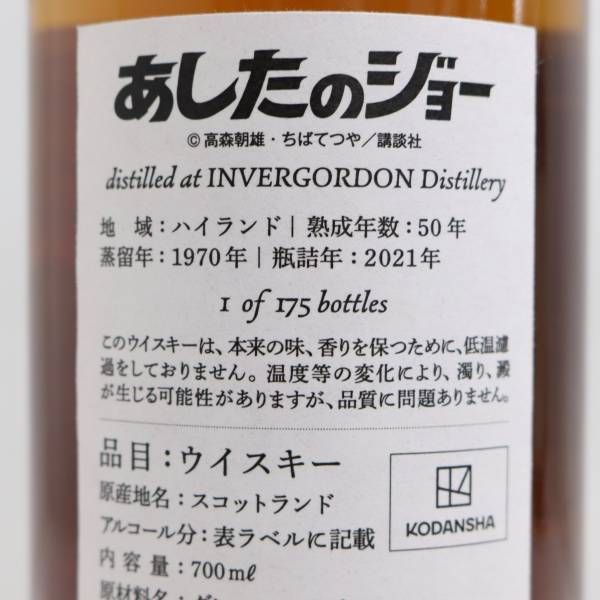 あしたのジョー
©高森朝雄・ちばてつや／講談社
distilled at INVERGORDON Distillery
地　域：ハイランド｜熟成年数：50年
蒸留年：1970年｜瓶詰年：2021年
1 of 175 bottles
このウイスキーは、本来の味、香りを保つために、低温濾
過をしておりません。温度等の変化により、濁り、澱
が生じる可能性がありますが、品質に問題ありません。
品目：ウイスキー
原産地名：スコットランド
アルコール分：表ラベルに記載
内容量：700mℓ
原材料名：グ
KODANSHA